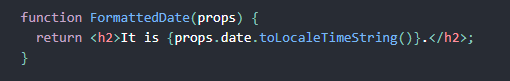 function FormattedDate(props) {
  return <h2>It is {props.date.toLocaleTimeString()}.</h2>;
}